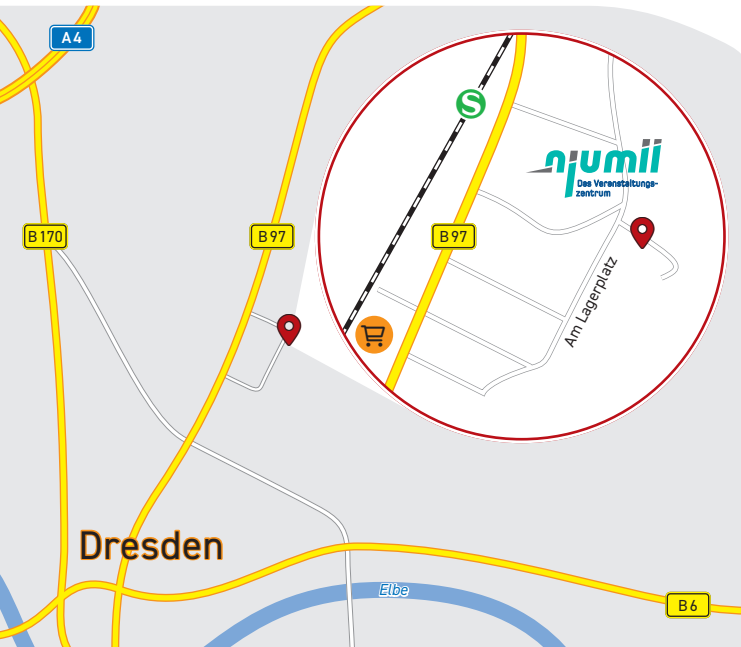 A4
B170
B97
S
B97
njumii
Das Veranstaltungs-
zentrum
Am Lagerplatz
Dresden
Elbe
B6